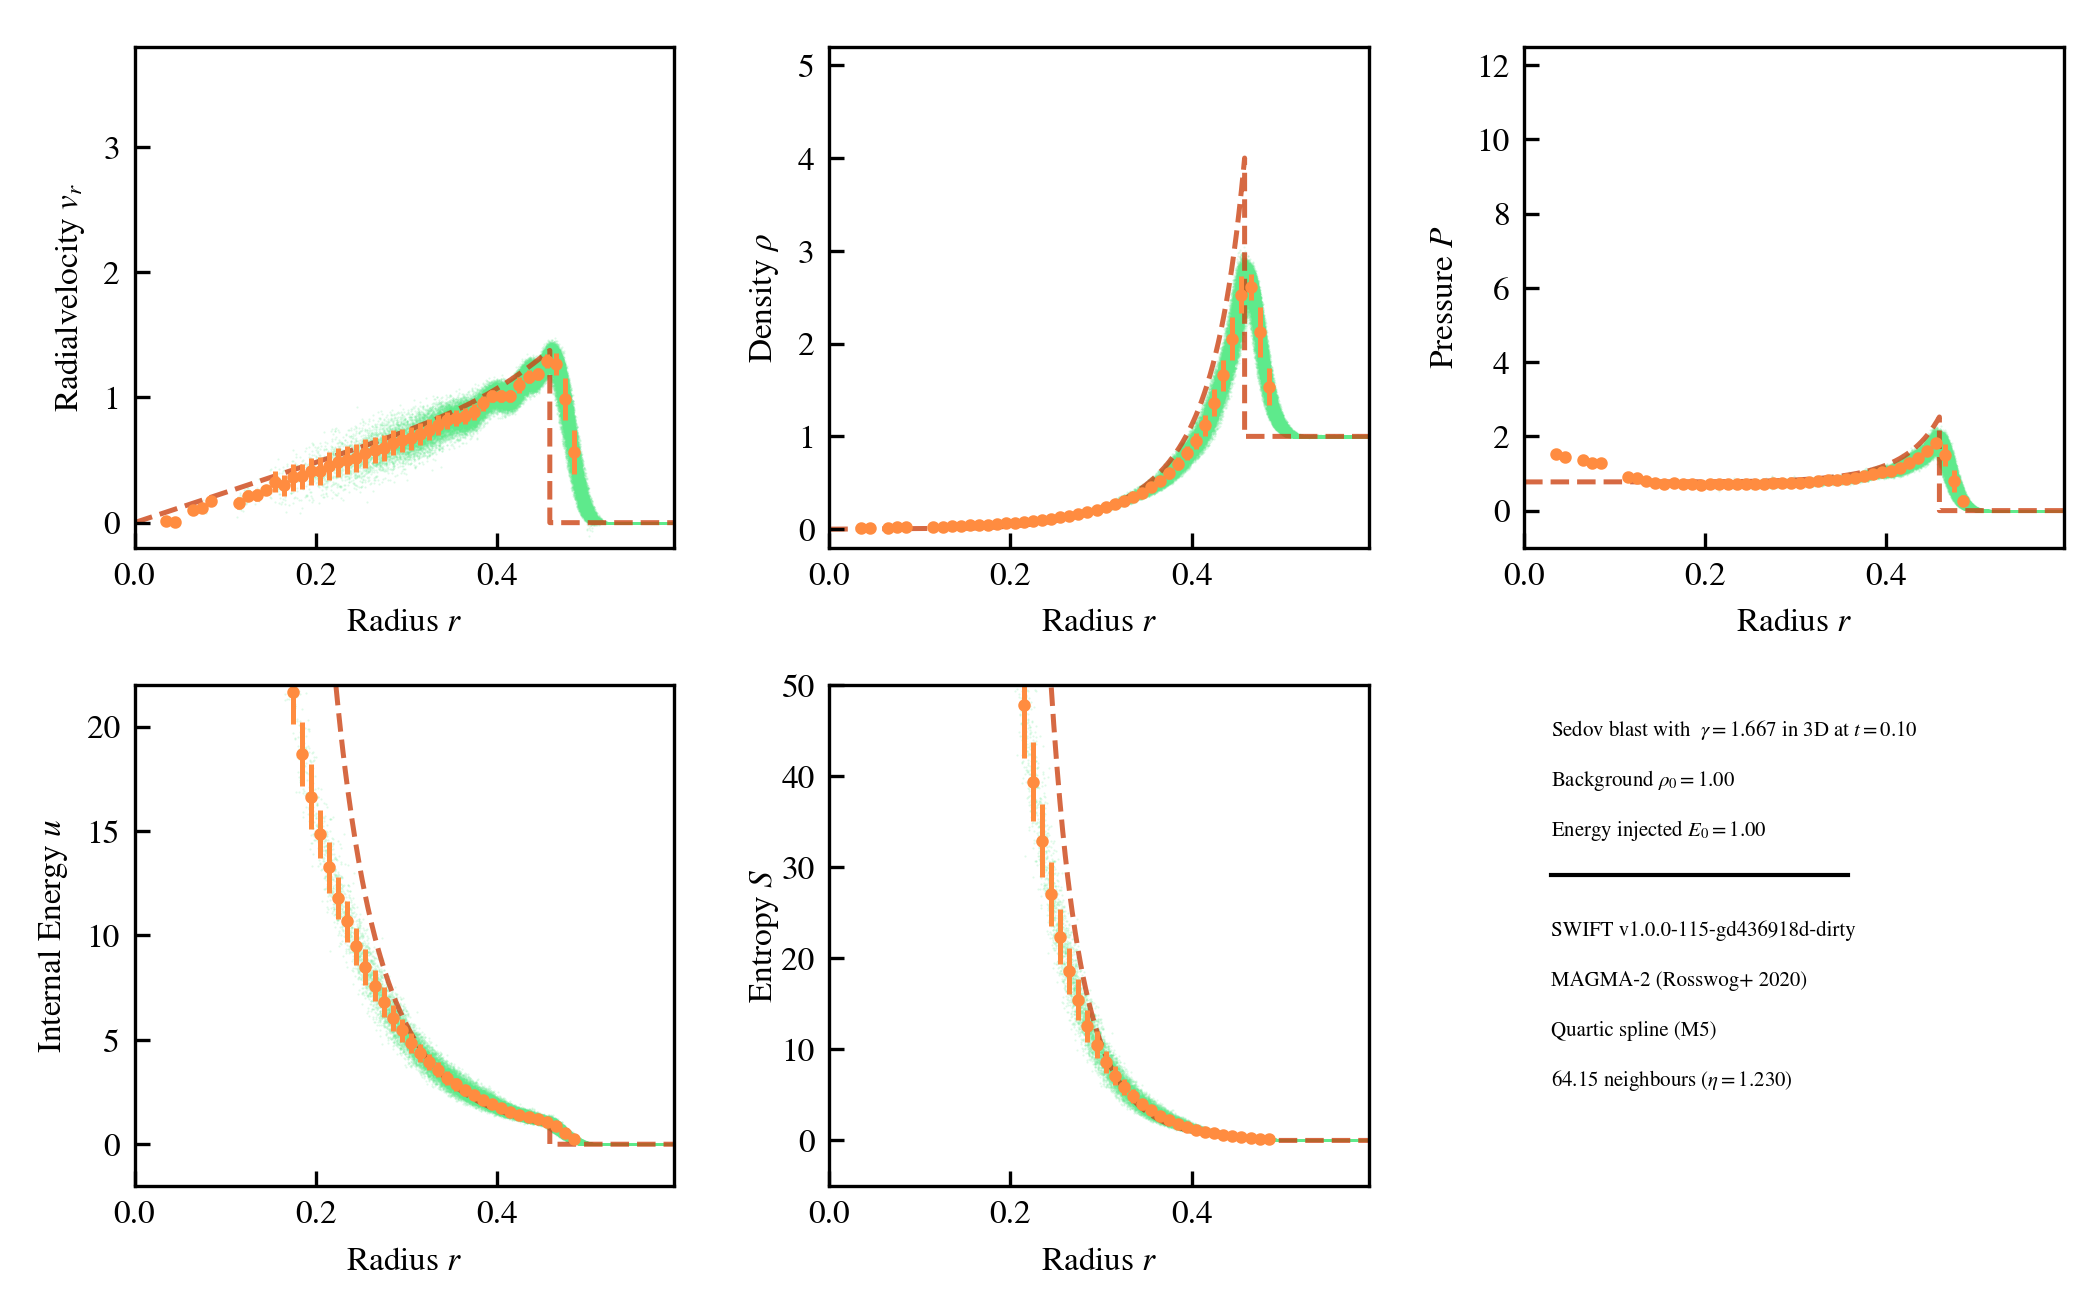 3
2
1
0
Radialvelocity v_r
0.0 0.2 0.4
Radius r
5
4
3
2
1
0
Density ρ
0.0 0.2 0.4
Radius r
12
10
8
6
4
2
0
Pressure P
0.0 0.2 0.4
Radius r
20
15
10
5
0
Internal Energy u
0.0 0.2 0.4
Radius r
50
40
30
20
10
0
Entropy S
0.0 0.2 0.4
Radius r
Sedov blast with γ = 1.667 in 3D at t = 0.10
Background ρ₀ = 1.00
Energy injected E₀ = 1.00
SWIFT v1.0.0-115-gd436918d-dirty
MAGMA-2 (Rosswog+ 2020)
Quartic spline (M5)
64.15 neighbours (η = 1.230)